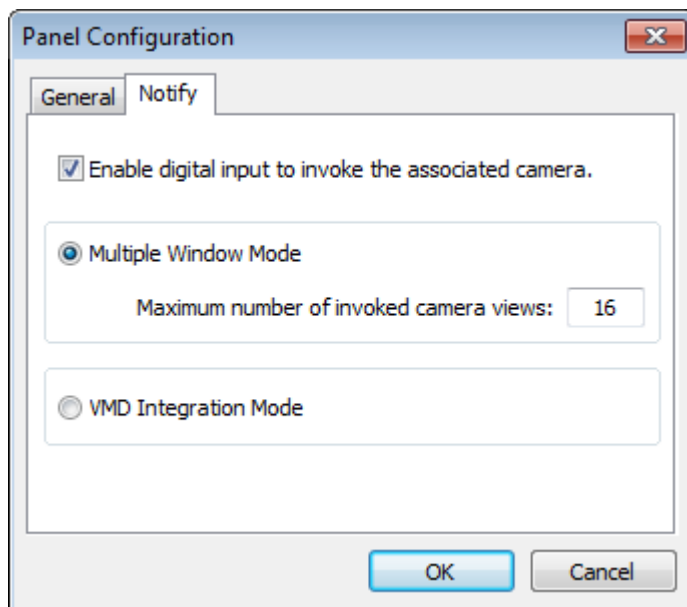 Panel Configuration
General Notify
Enable digital input to invoke the associated camera.
Multiple Window Mode
Maximum number of invoked camera views: 16
VMD Integration Mode
OK Cancel